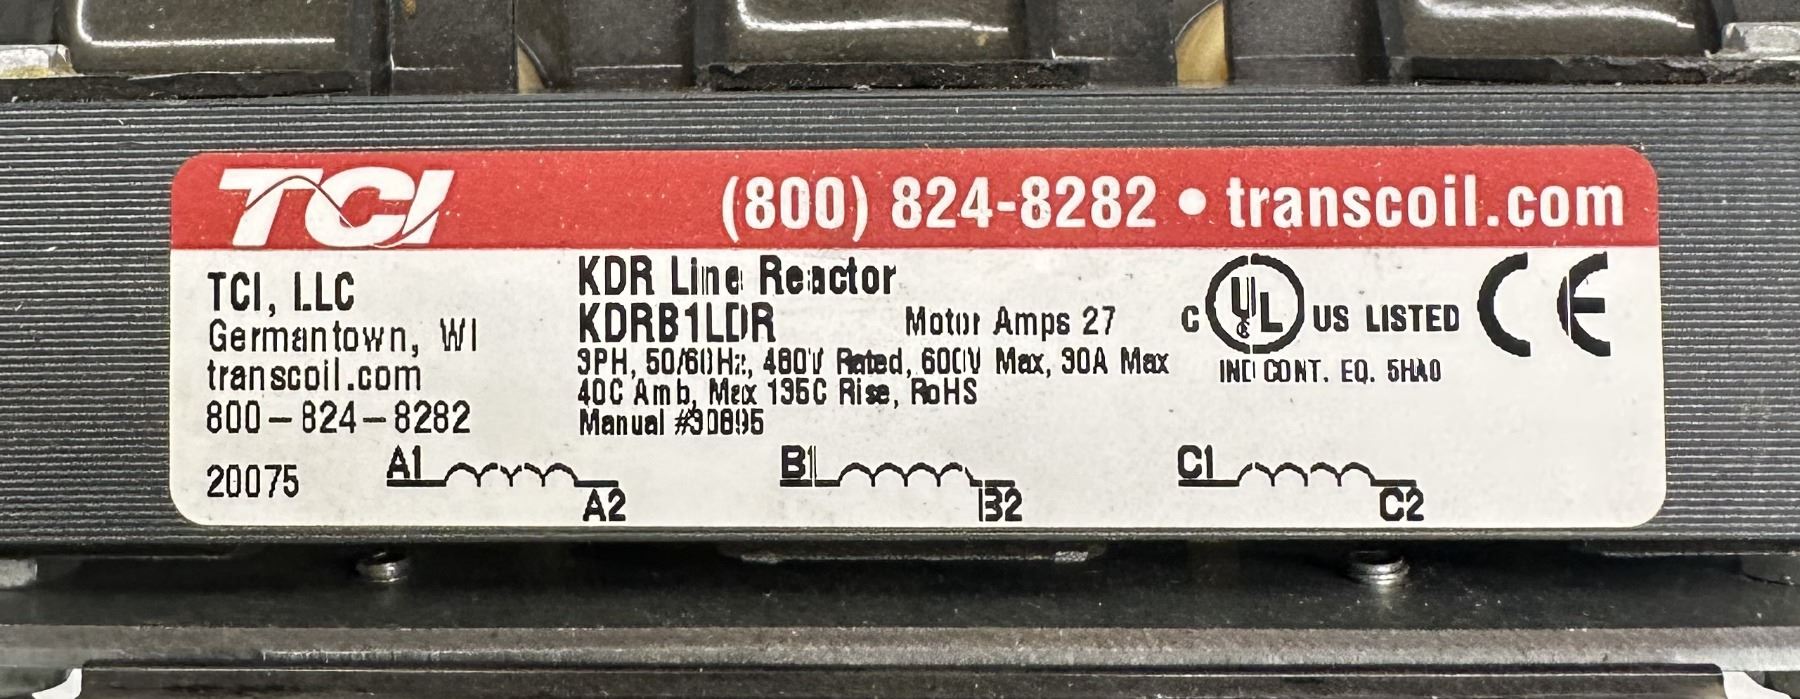 TCI (800) 824-8282 • transcoil.com
TCI, LLC
Germantown, WI
transcoil.com
800-824-8282
20075
KDR Line Reactor
KDRB1LDR Motor Amps 27
3PH, 50/60Hz, 480V Rated, 600V Max, 30A Max
40C Amb, Max 135C Rise, RoHS
Manual #30895
C UL US LISTED CE
IND CONT. EQ. 5HA0
A1 B1 C1
A2 B2 C2